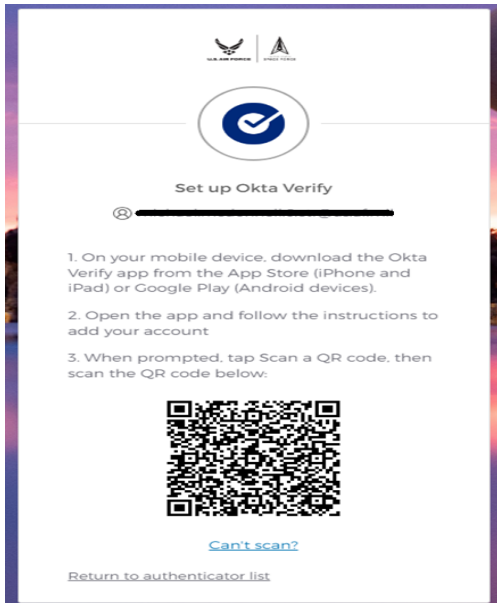 U.S. AIR FORCE
SPACE FORCE
Set up Okta Verify
1. On your mobile device, download the Okta
Verify app from the App Store (iPhone and
iPad) or Google Play (Android devices).
2. Open the app and follow the instructions to
add your account
3. When prompted, tap Scan a QR code, then
scan the QR code below:
Can't scan?
Return to authenticator list